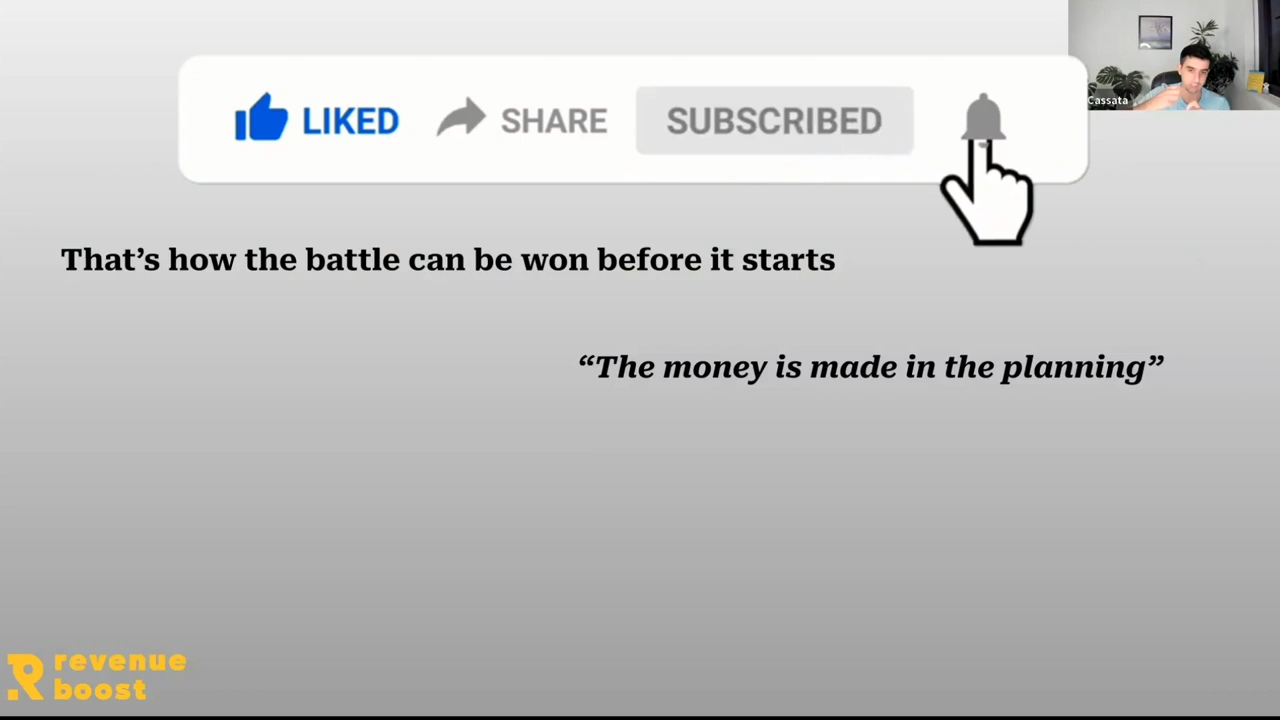 LIKED SHARE SUBSCRIBED
Cassata
That’s how the battle can be won before it starts
“The money is made in the planning”
revenue
boost